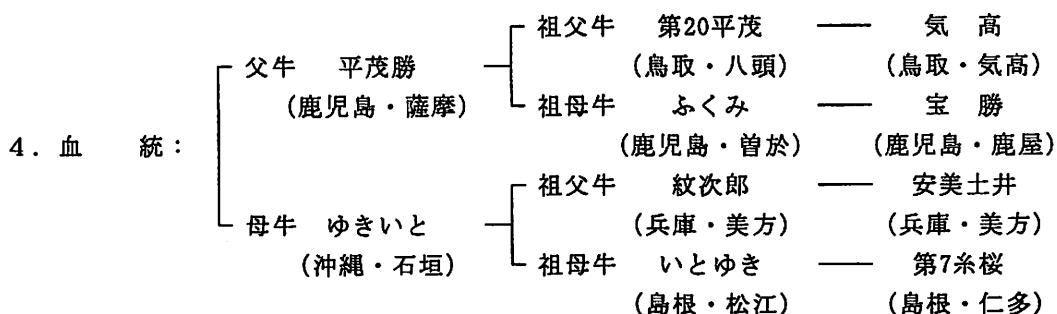 祖父牛 第20平茂 気 高
父牛 平茂勝 (鳥取・八頭) (鳥取・気高)
(鹿児島・薩摩) 祖母牛 ふくみ 宝 勝
4．血 統： (鹿児島・曽於) (鹿児島・鹿屋)
祖父牛 紋次郎 安美土井
母牛 ゆきいと (兵庫・美方) (兵庫・美方)
(沖縄・石垣) 祖母牛 いとゆき 第7糸桜
(島根・松江) (島根・仁多)